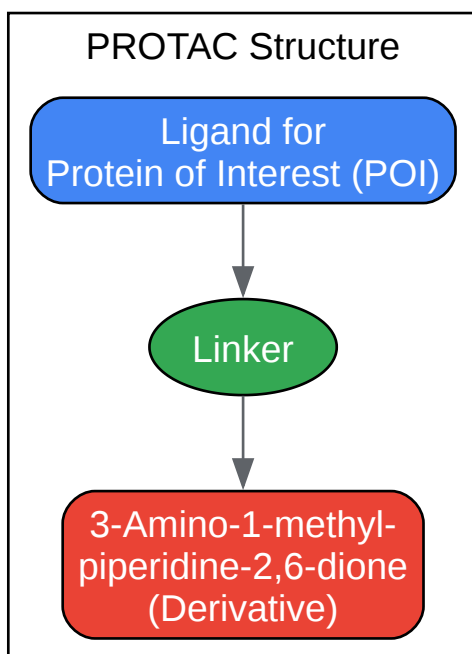 PROTAC Structure
Ligand for
Protein of Interest (POI)
Linker
3-Amino-1-methyl-
piperidine-2,6-dione
(Derivative)